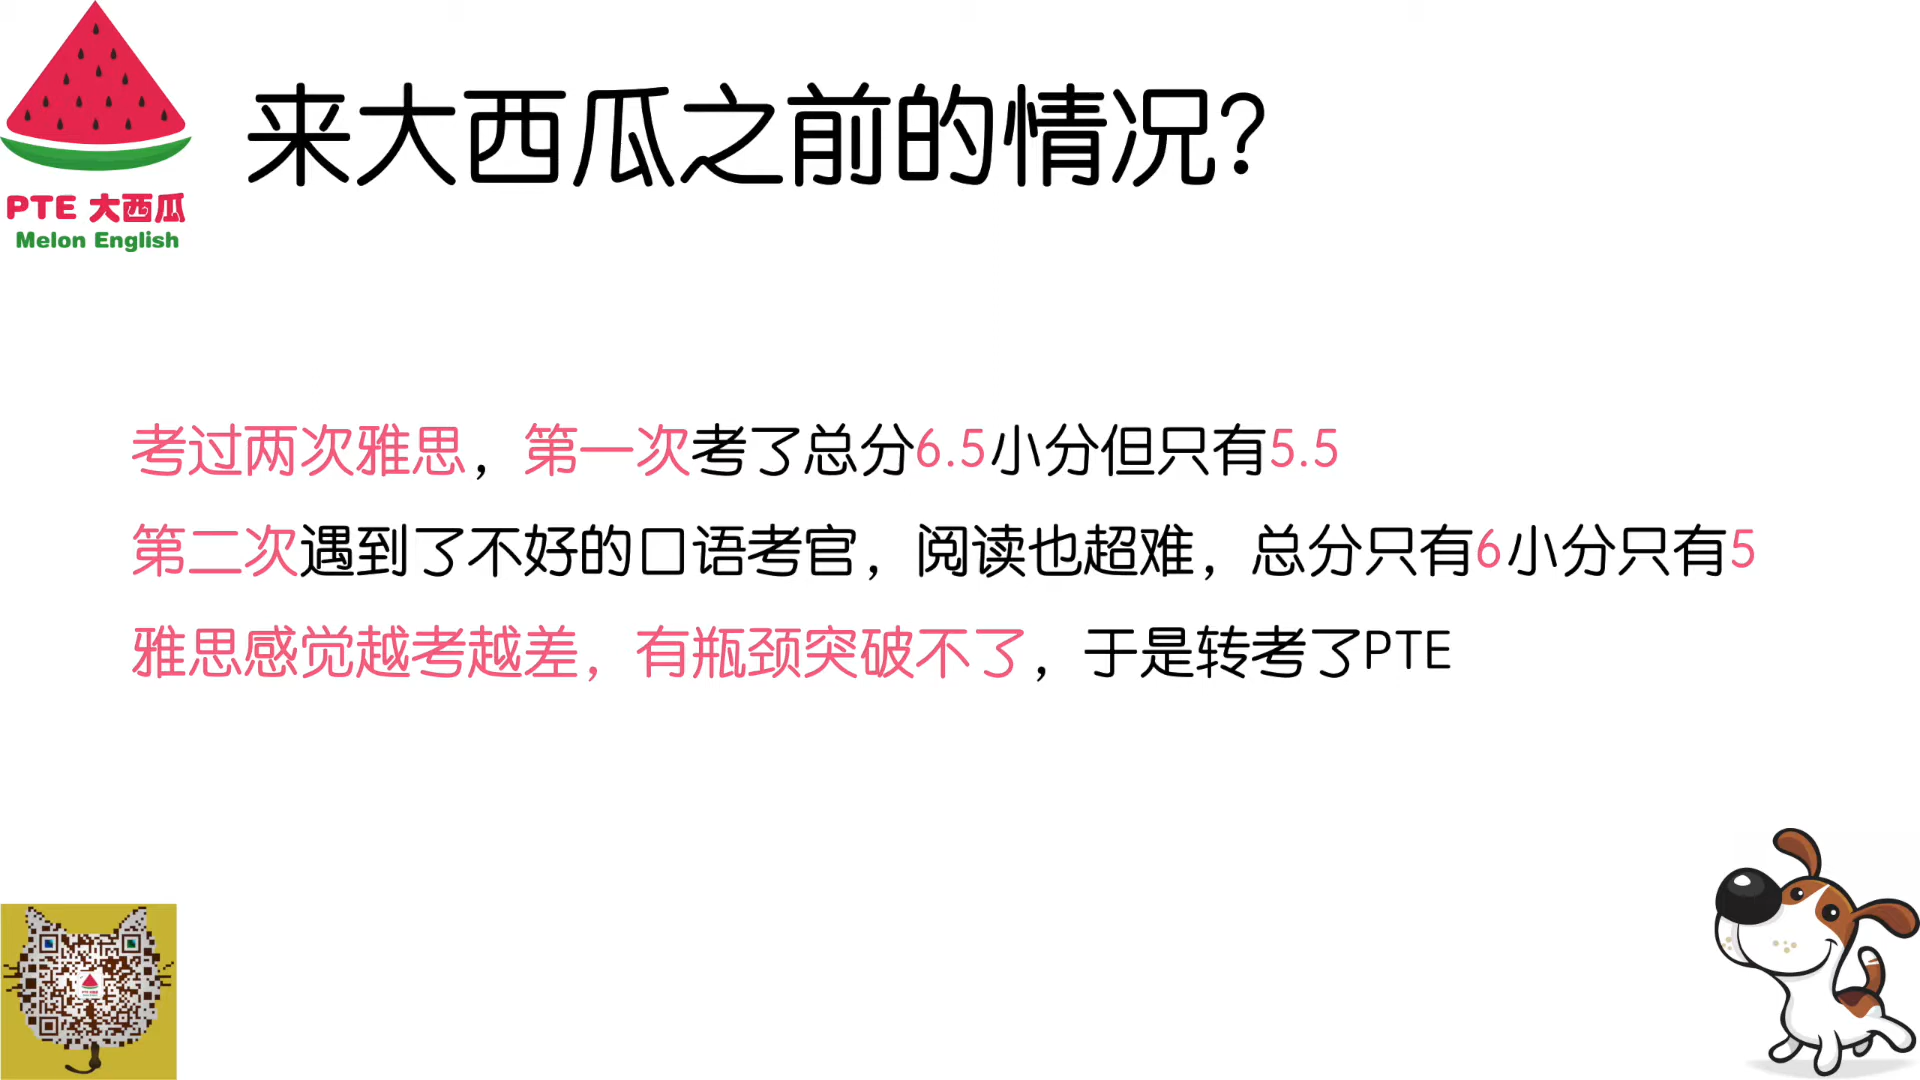 PTE 大西瓜
Melon English
来大西瓜之前的情况？
考过两次雅思，第一次考了总分6.5小分但只有5.5
第二次遇到了不好的口语考官，阅读也超难，总分只有6小分只有5
雅思感觉越考越差，有瓶颈突破不了，于是转考了PTE